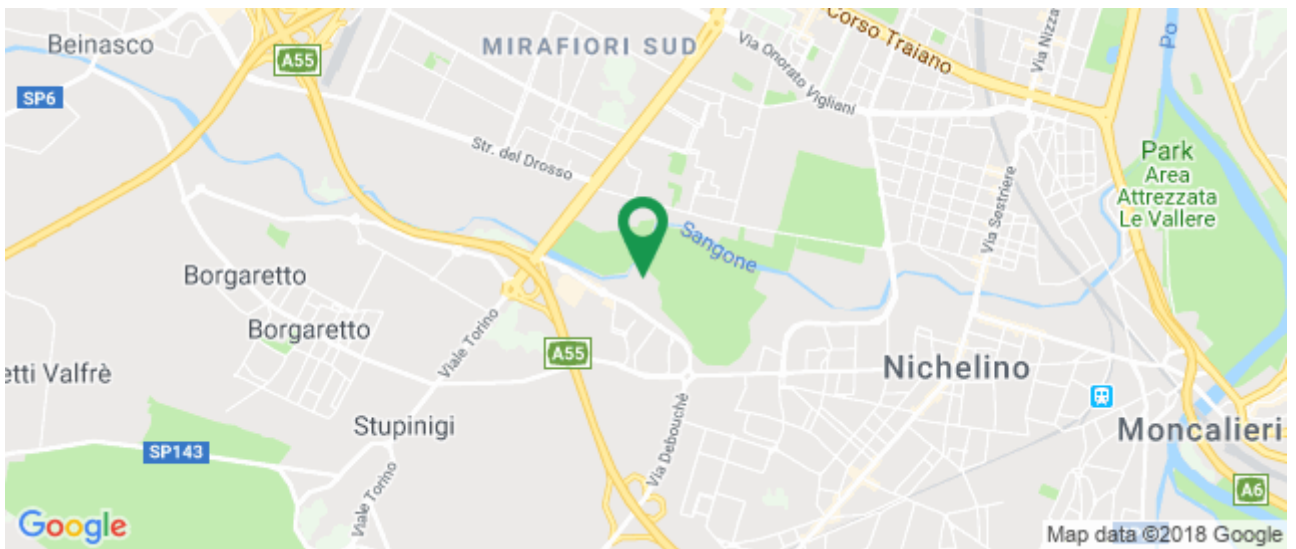 Beinasco
A55
MIRAFIORI SUD
Via Onorato Vigliani
Corso Traiano
Via Nizza
Po
SP6
Str. del Drosso
Park
Area
Attrezzata
Le Vallere
Via Sestriere
Sangone
Borgaretto
Borgaretto
Viale Torino
A55
etti Valfrè
Nichelino
Stupinigi
Moncalieri
SP143
Via Debouchè
Viale Torino
A6
Google
Map data ©2018 Google